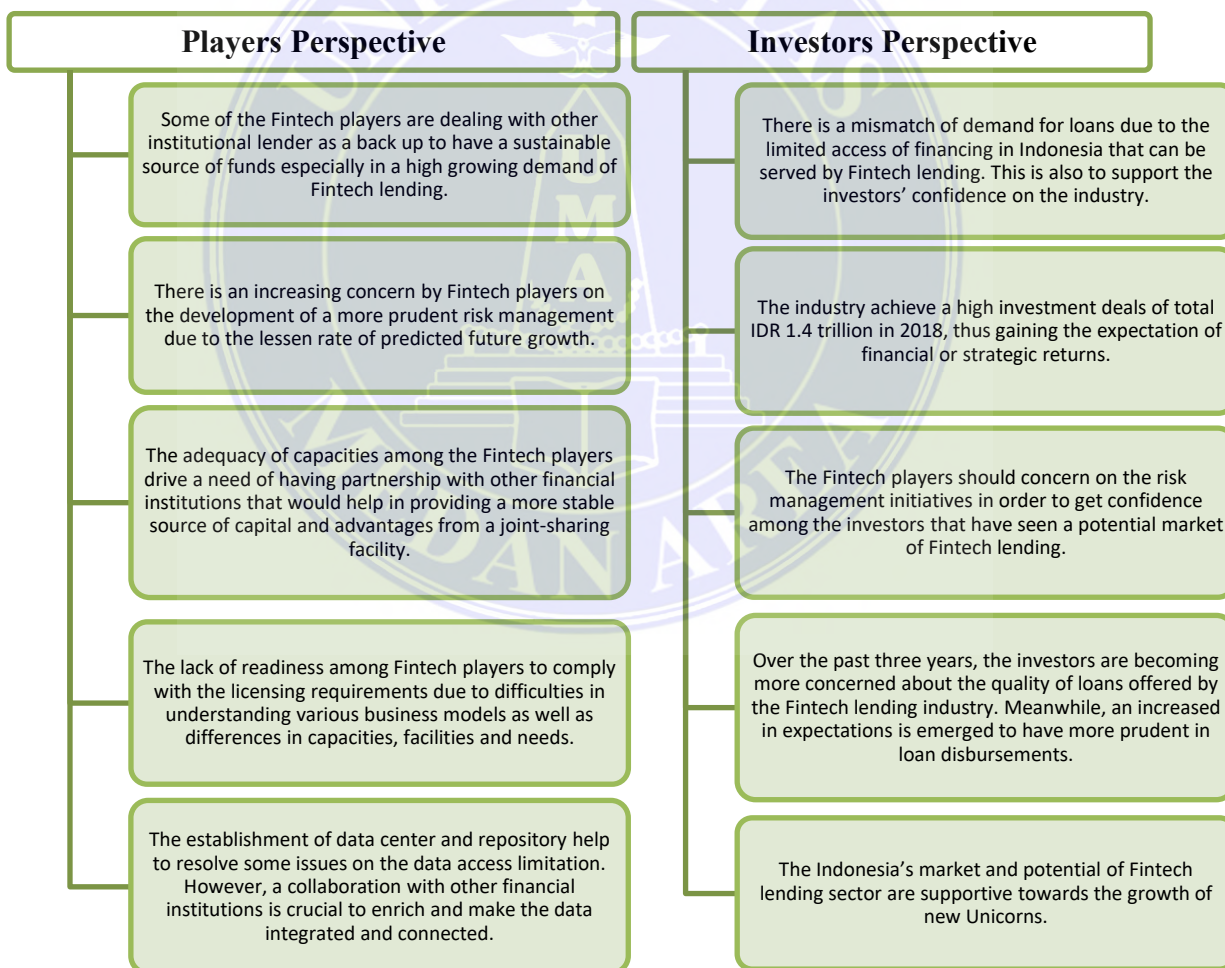 Players Perspective
Some of the Fintech players are dealing with other
institutional lender as a back up to have a sustainable
source of funds especially in a high growing demand of
Fintech lending.
There is an increasing concern by Fintech players on
the development of a more prudent risk management
due to the lessen rate of predicted future growth.
The adequacy of capacities among the Fintech players
drive a need of having partnership with other financial
institutions that would help in providing a more stable
source of capital and advantages from a joint-sharing
facility.
The lack of readiness among Fintech players to comply
with the licensing requirements due to difficulties in
understanding various business models as well as
differences in capacities, facilities and needs.
The establishment of data center and repository help
to resolve some issues on the data access limitation.
However, a collaboration with other financial
institutions is crucial to enrich and make the data
integrated and connected.
Investors Perspective
There is a mismatch of demand for loans due to the
limited access of financing in Indonesia that can be
served by Fintech lending. This is also to support the
investors’ confidence on the industry.
The industry achieve a high investment deals of total
IDR 1.4 trillion in 2018, thus gaining the expectation of
financial or strategic returns.
The Fintech players should concern on the risk
management initiatives in order to get confidence
among the investors that have seen a potential market
of Fintech lending.
Over the past three years, the investors are becoming
more concerned about the quality of loans offered by
the Fintech lending industry. Meanwhile, an increased
in expectations is emerged to have more prudent in
loan disbursements.
The Indonesia’s market and potential of Fintech
lending sector are supportive towards the growth of
new Unicorns.
UMA
MEDAN AREA